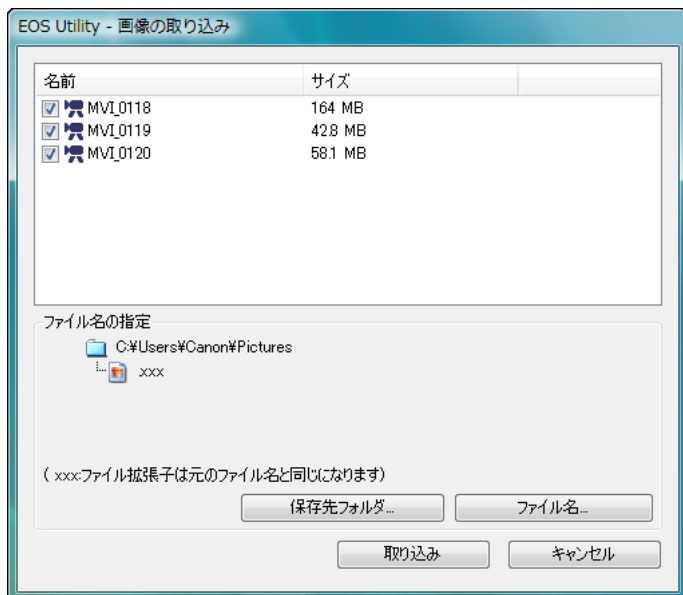 EOS Utility - 画像の取り込み
名前 サイズ
MVI_0118 164 MB
MVI_0119 42.8 MB
MVI_0120 58.1 MB
ファイル名の指定
C:¥Users¥Canon¥Pictures
.xxx
( xxx:ファイル拡張子は元のファイル名と同じになります)
保存先フォルダ... ファイル名...
取り込み キャンセル